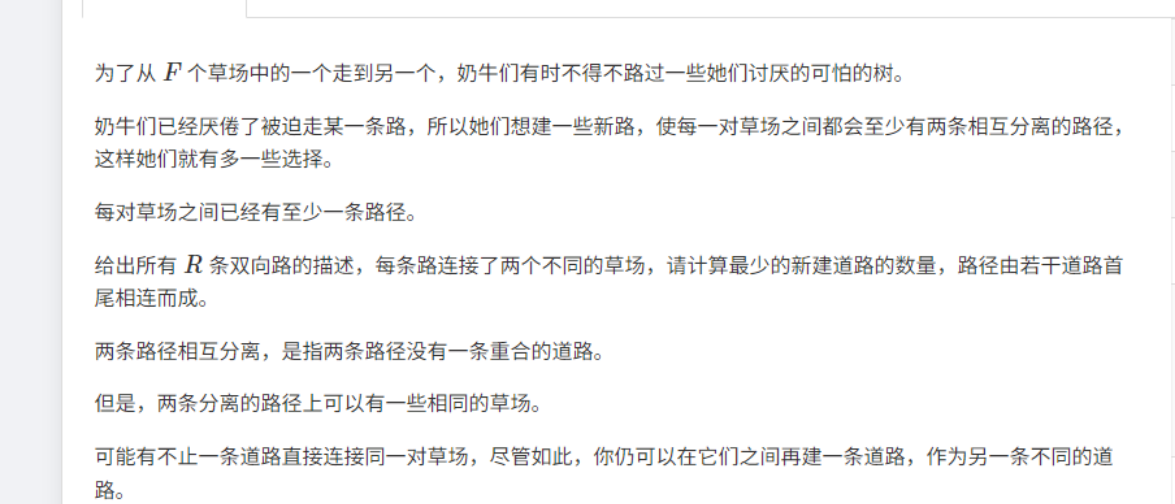 为了从 F 个草场中的一个走到另一个，奶牛们有时不得不路过一些她们讨厌的可怕的树。
奶牛们已经厌倦了被迫走某一条路，所以她们想建一些新路，使每一对草场之间都会至少有两条相互分离的路径，
这样她们就有多一些选择。
每对草场之间已经有至少一条路径。
给出所有 R 条双向路的描述，每条路连接了两个不同的草场，请计算最少的新建道路的数量，路径由若干道路首
尾相连而成。
两条路径相互分离，是指两条路径没有一条重合的道路。
但是，两条分离的路径上可以有一些相同的草场。
可能有不止一条道路直接连接同一对草场，尽管如此，你仍可以在它们之间再建一条道路，作为另一条不同的道
路。